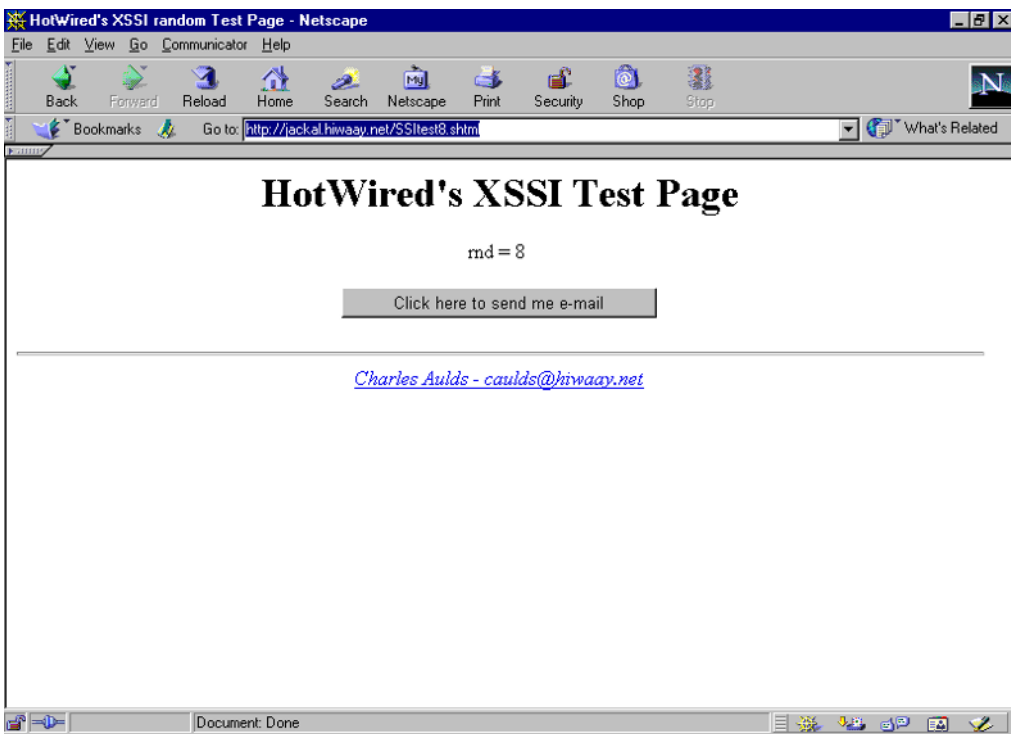 HotWired's XSSI random Test Page - Netscape
File Edit View Go Communicator Help
My N
Back Forward Reload Home Search Netscape Print Security Shop Stop
Bookmarks Go to: http://jackal.hiwaay.net/SSItest8.shtml What's Related
HotWired's XSSI Test Page
rnd = 8
Click here to send me e-mail
Charles Aulds - caulds@hiwaay.net
Document: Done